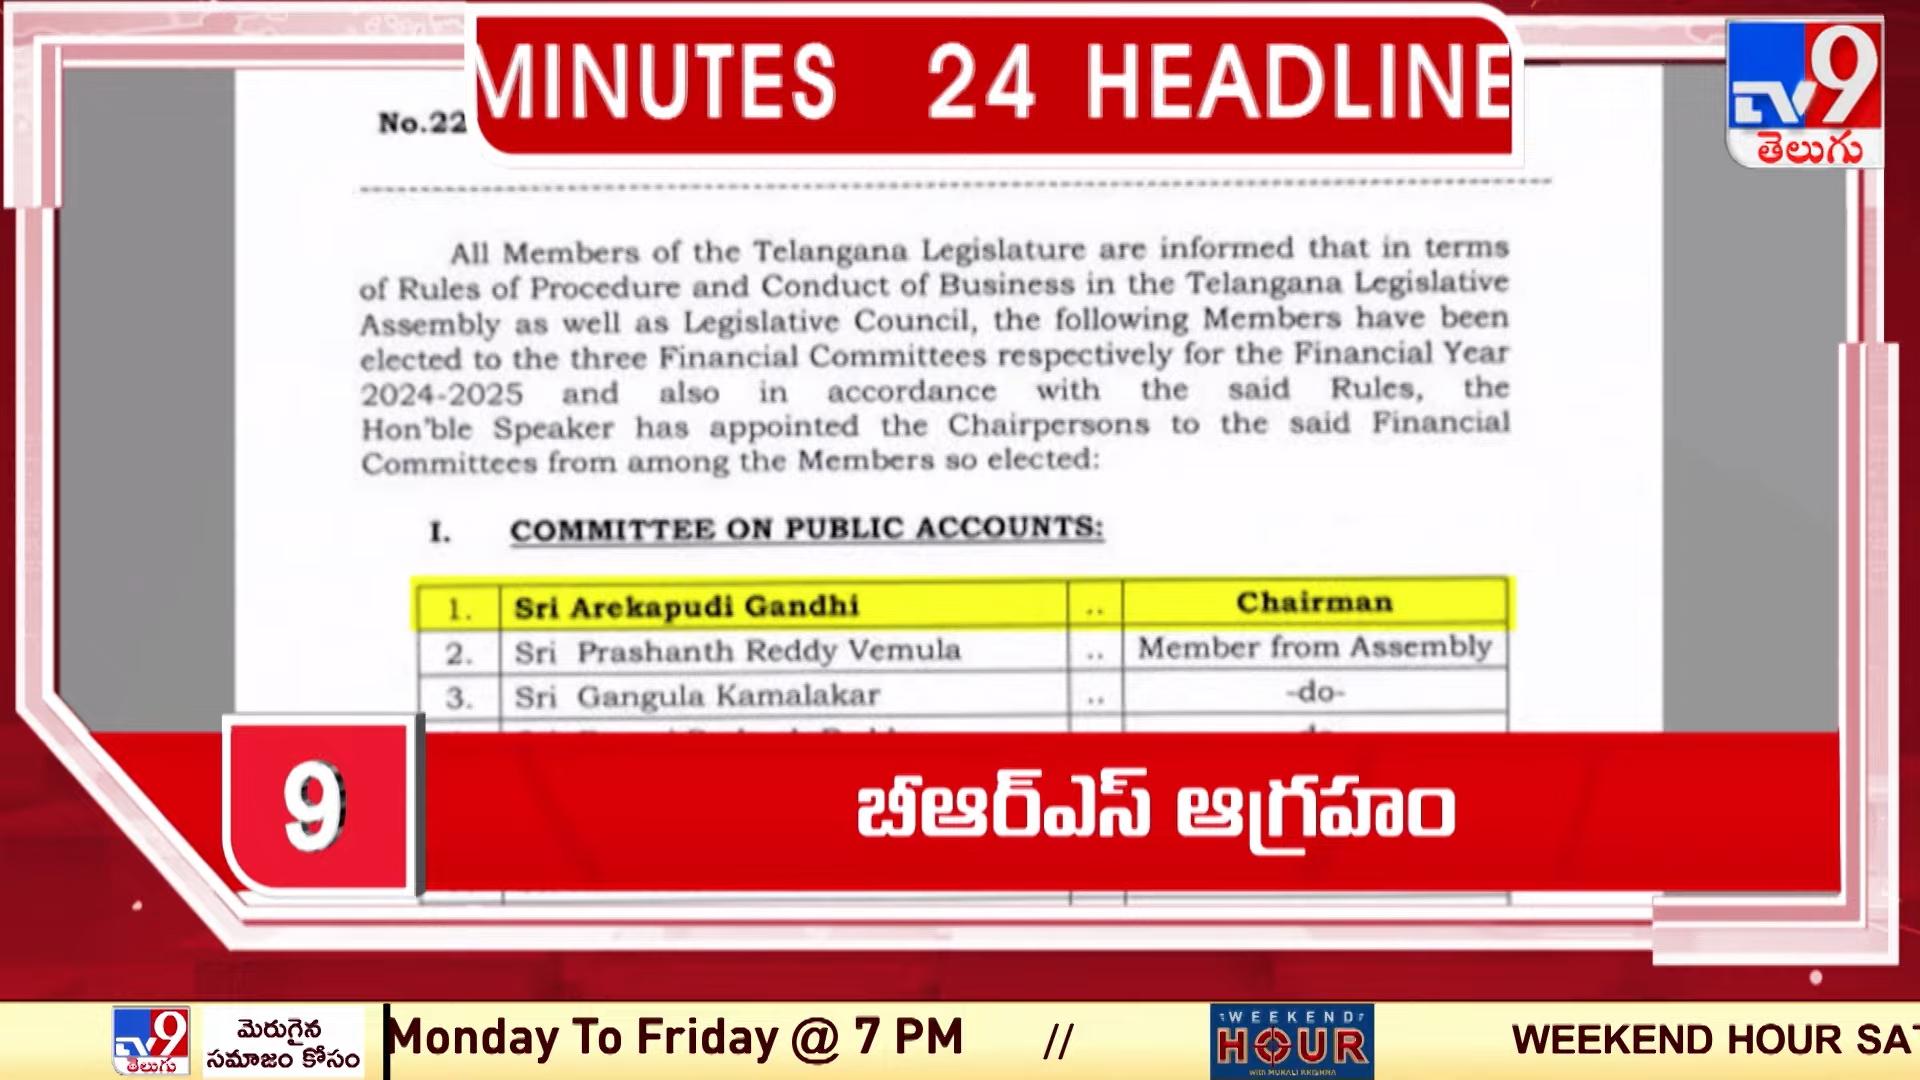 MINUTES 24 HEADLINE
TV9
తెలుగు
No.22
All Members of the Telangana Legislature are informed that in terms
of Rules of Procedure and Conduct of Business in the Telangana Legislative
Assembly as well as Legislative Council, the following Members have been
elected to the three Financial Committees respectively for the Financial Year
2024-2025 and also in accordance with the said Rules, the
Hon'ble Speaker has appointed the Chairpersons to the said Financial
Committees from among the Members so elected:
I. COMMITTEE ON PUBLIC ACCOUNTS:
1. Sri Arekapudi Gandhi .. Chairman
2. Sri Prashanth Reddy Vemula .. Member from Assembly
3. Sri Gangula Kamalakar .. -do-
9 బీఆర్ఎస్ ఆగ్రహం
TV9
తెలుగు
మెరుగైన
సమాజం కోసం
Monday To Friday @ 7 PM //
WEEKEND
HOUR
WITH MURALI KRISHNA
WEEKEND HOUR SAT